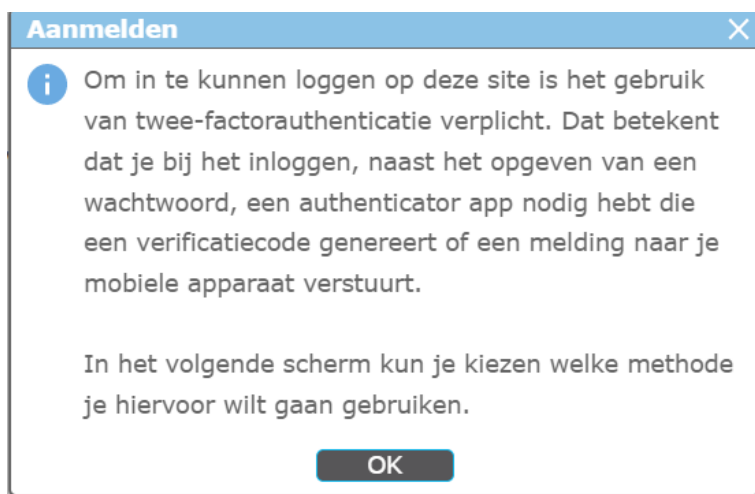 Aanmelden
Om in te kunnen loggen op deze site is het gebruik
van twee-factorauthenticatie verplicht. Dat betekent
dat je bij het inloggen, naast het opgeven van een
wachtwoord, een authenticator app nodig hebt die
een verificatiecode genereert of een melding naar je
mobiele apparaat verstuurt.
In het volgende scherm kun je kiezen welke methode
je hiervoor wilt gaan gebruiken.
OK